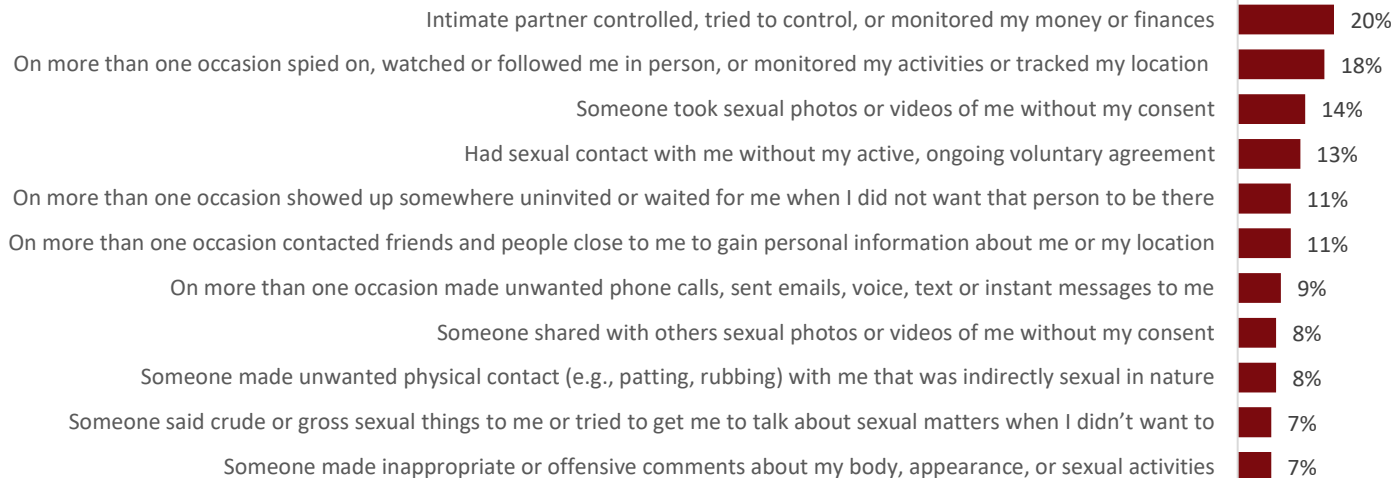 Intimate partner controlled, tried to control, or monitored my money or finances 20%
On more than one occasion spied on, watched or followed me in person, or monitored my activities or tracked my location 18%
Someone took sexual photos or videos of me without my consent 14%
Had sexual contact with me without my active, ongoing voluntary agreement 13%
On more than one occasion showed up somewhere uninvited or waited for me when I did not want that person to be there 11%
On more than one occasion contacted friends and people close to me to gain personal information about me or my location 11%
On more than one occasion made unwanted phone calls, sent emails, voice, text or instant messages to me 9%
Someone shared with others sexual photos or videos of me without my consent 8%
Someone made unwanted physical contact (e.g., patting, rubbing) with me that was indirectly sexual in nature 8%
Someone said crude or gross sexual things to me or tried to get me to talk about sexual matters when I didn’t want to 7%
Someone made inappropriate or offensive comments about my body, appearance, or sexual activities 7%